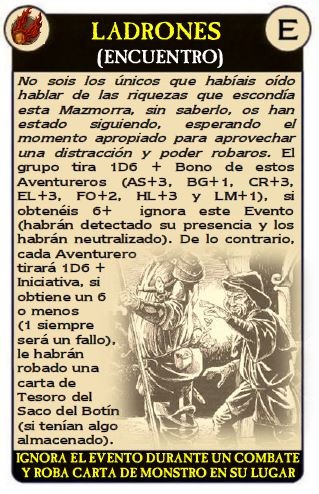 LADRONES
E
(ENCUENTRO)
No sois los únicos que habíais oído
hablar de las riquezas que escondía
esta Mazmorra, sin saberlo, os han
estado siguiendo, esperando el
momento apropiado para aprovechar
una distracción y poder robaros. El
grupo tira 1D6 + Bono de estos
Aventureros (AS+3, BG+1, CR+3,
EL+3, FO+2, HL+3 y LM+1), si
obtenéis 6+ ignora este Evento
(habrán detectado su presencia y los
habrán neutralizado). De lo contrario,
cada Aventurero
tirará 1D6 +
Iniciativa, si
obtiene un 6
o menos
(1 siempre
será un fallo),
le habrán
robado una
carta de
Tesoro del
Saco del Botín
(si tenían algo
almacenado).
IGNORA EL EVENTO DURANTE UN COMBATE
Y ROBA CARTA DE MONSTRO EN SU LUGAR